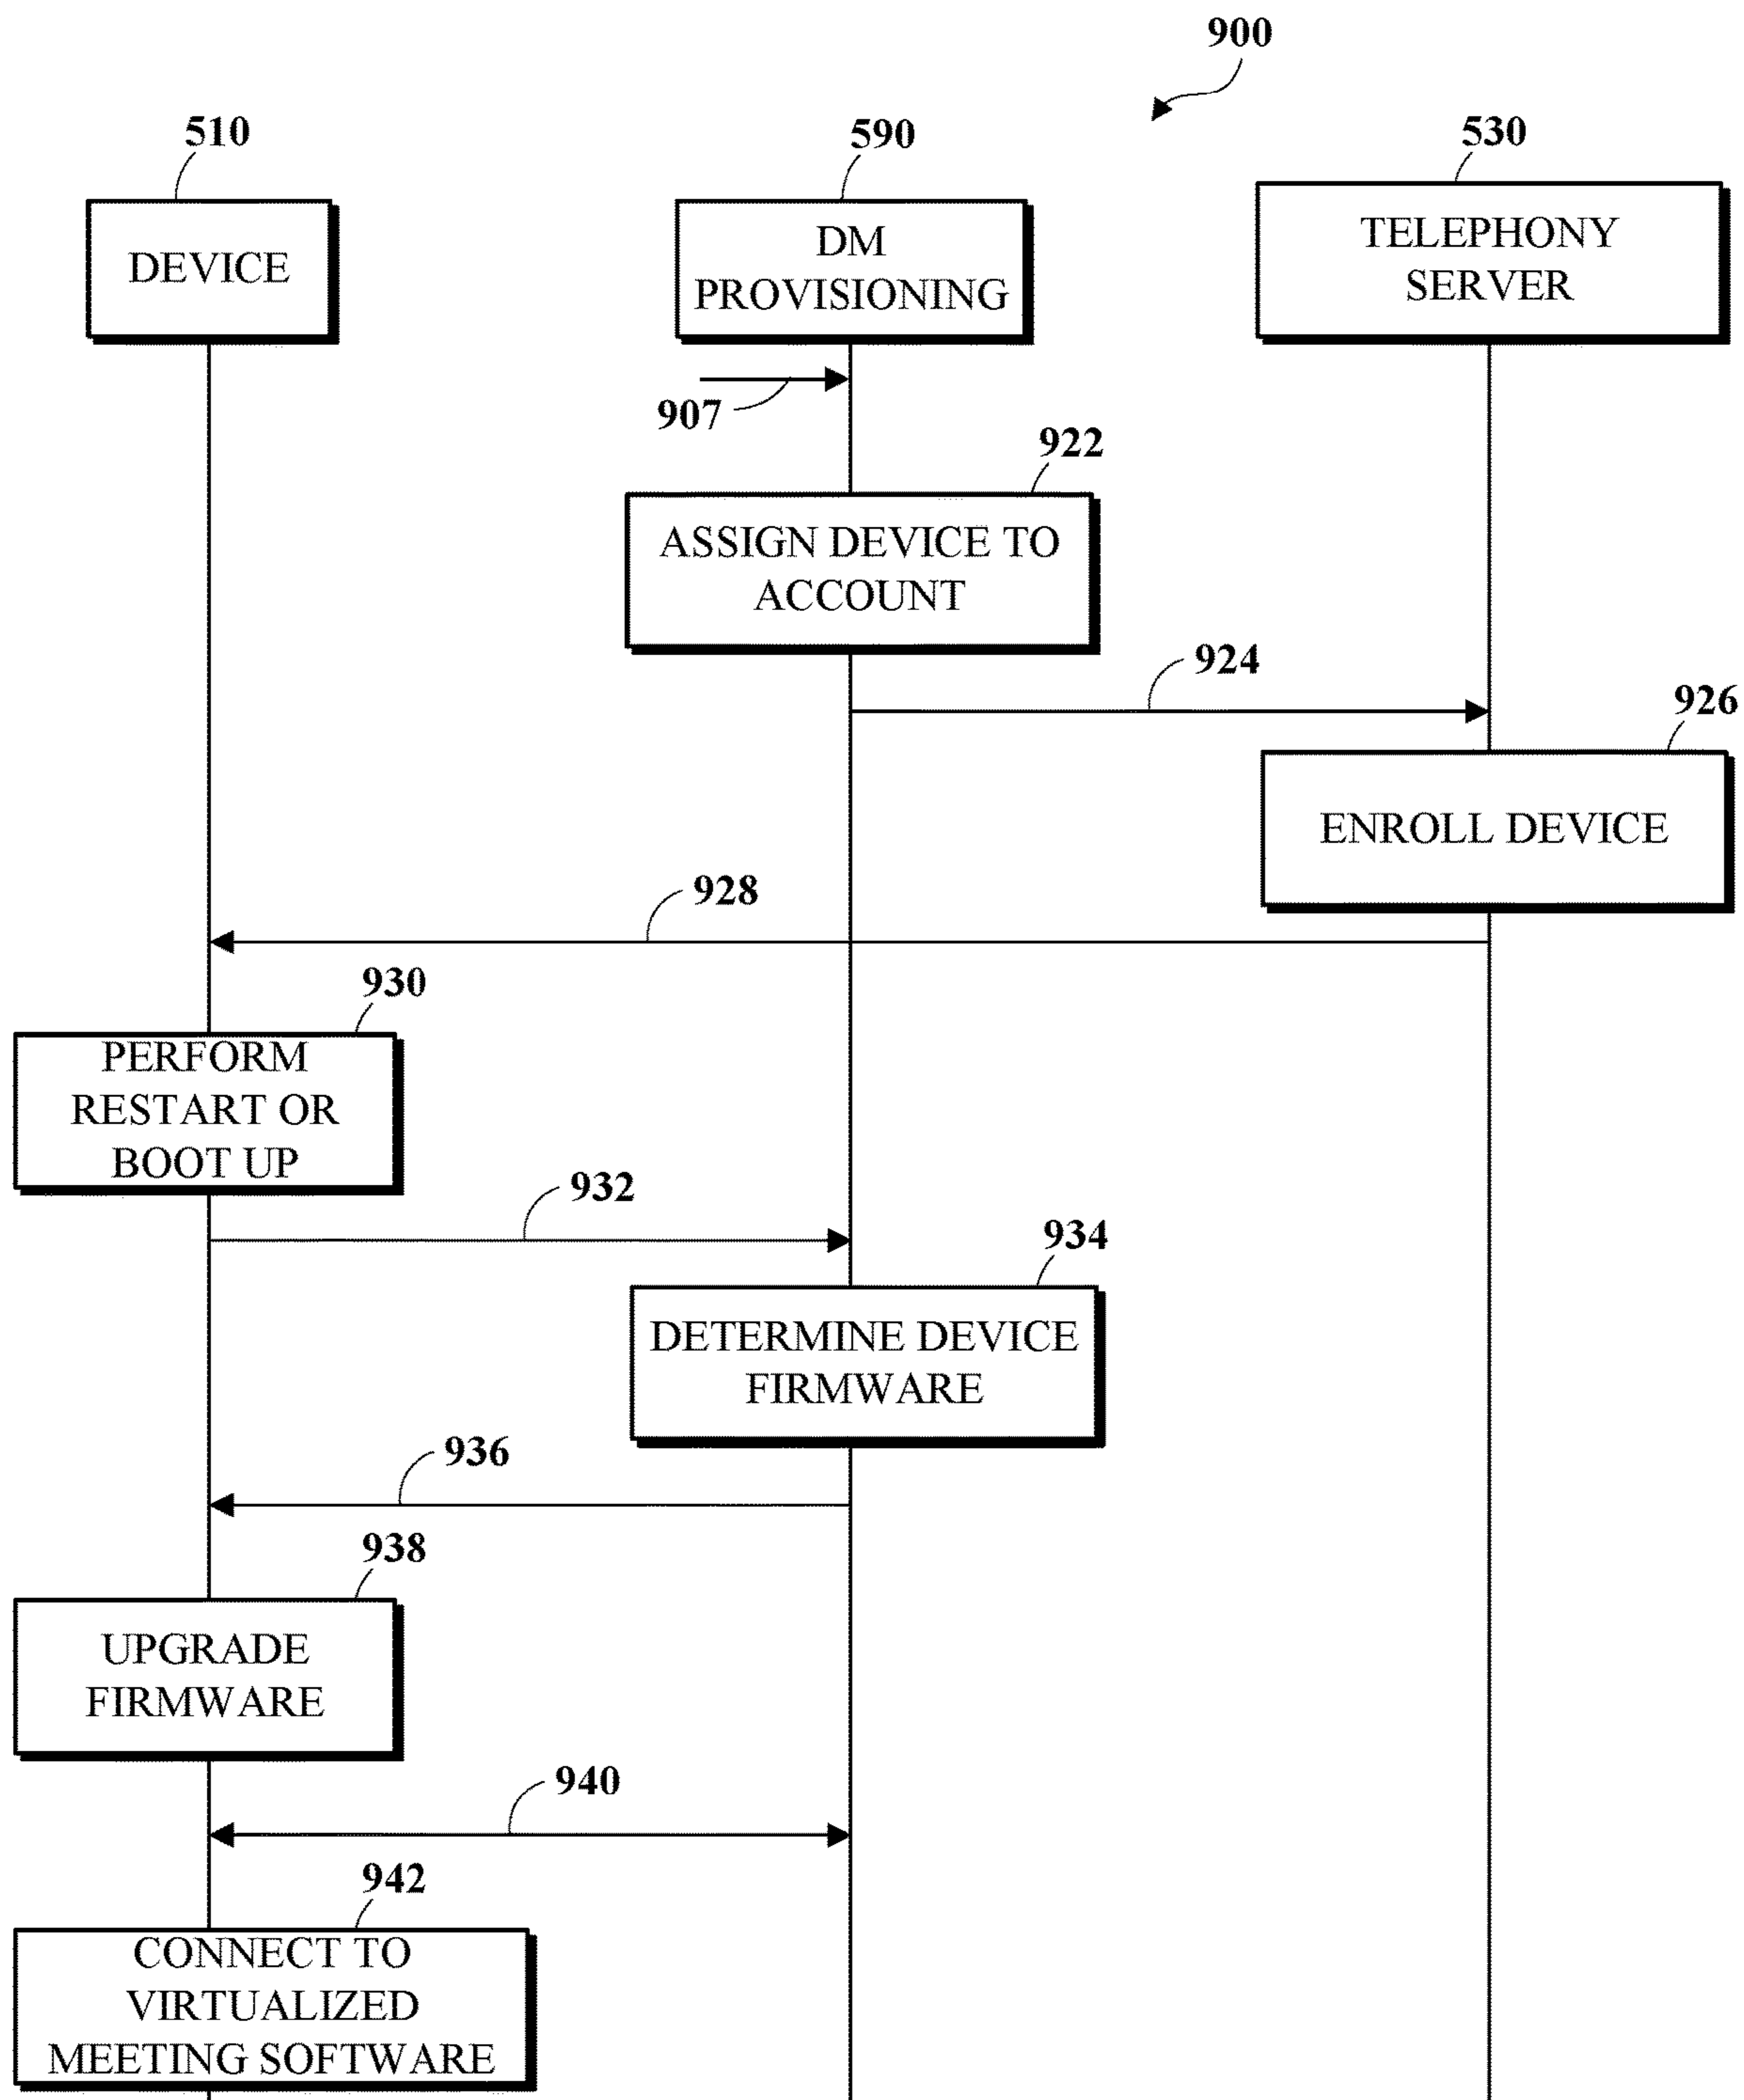 900
510
590
530
DEVICE
DM
PROVISIONING
TELEPHONY
SERVER
907
922
ASSIGN DEVICE TO
ACCOUNT
924
926
ENROLL DEVICE
928
930
PERFORM
RESTART OR
BOOT UP
932
934
DETERMINE DEVICE
FIRMWARE
936
938
UPGRADE
FIRMWARE
940
942
CONNECT TO
VIRTUALIZED
MEETING SOFTWARE